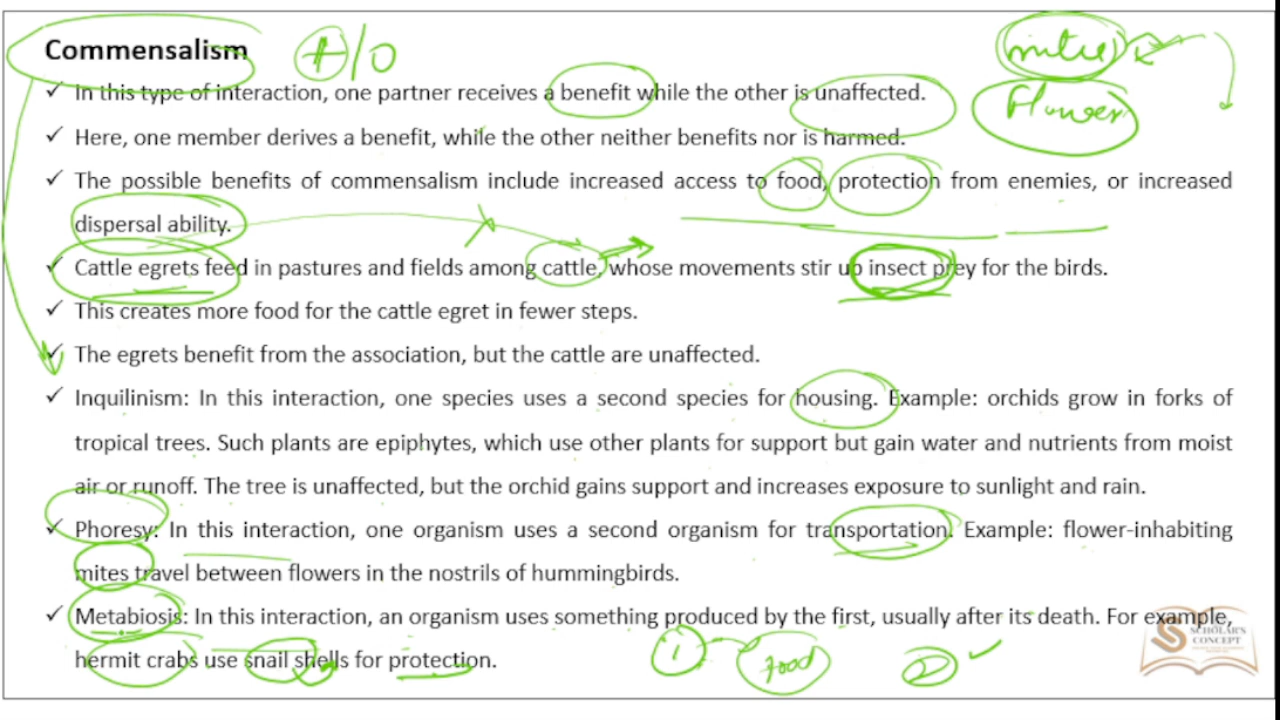 Commensalism +/0 mites
Flower
✓ In this type of interaction, one partner receives a benefit while the other is unaffected.
✓ Here, one member derives a benefit, while the other neither benefits nor is harmed.
✓ The possible benefits of commensalism include increased access to food, protection from enemies, or increased
dispersal ability.
✓ Cattle egrets feed in pastures and fields among cattle, whose movements stir up insect prey for the birds.
✓ This creates more food for the cattle egret in fewer steps.
✓ The egrets benefit from the association, but the cattle are unaffected.
✓ Inquilinism: In this interaction, one species uses a second species for housing. Example: orchids grow in forks of
tropical trees. Such plants are epiphytes, which use other plants for support but gain water and nutrients from moist
air or runoff. The tree is unaffected, but the orchid gains support and increases exposure to sunlight and rain.
✓ Phoresy: In this interaction, one organism uses a second organism for transportation. Example: flower-inhabiting
mites travel between flowers in the nostrils of hummingbirds.
✓ Metabiosis: In this interaction, an organism uses something produced by the first, usually after its death. For example,
hermit crabs use snail shells for protection.
1 Food 2
SCHOLAR'S
CONCEPT